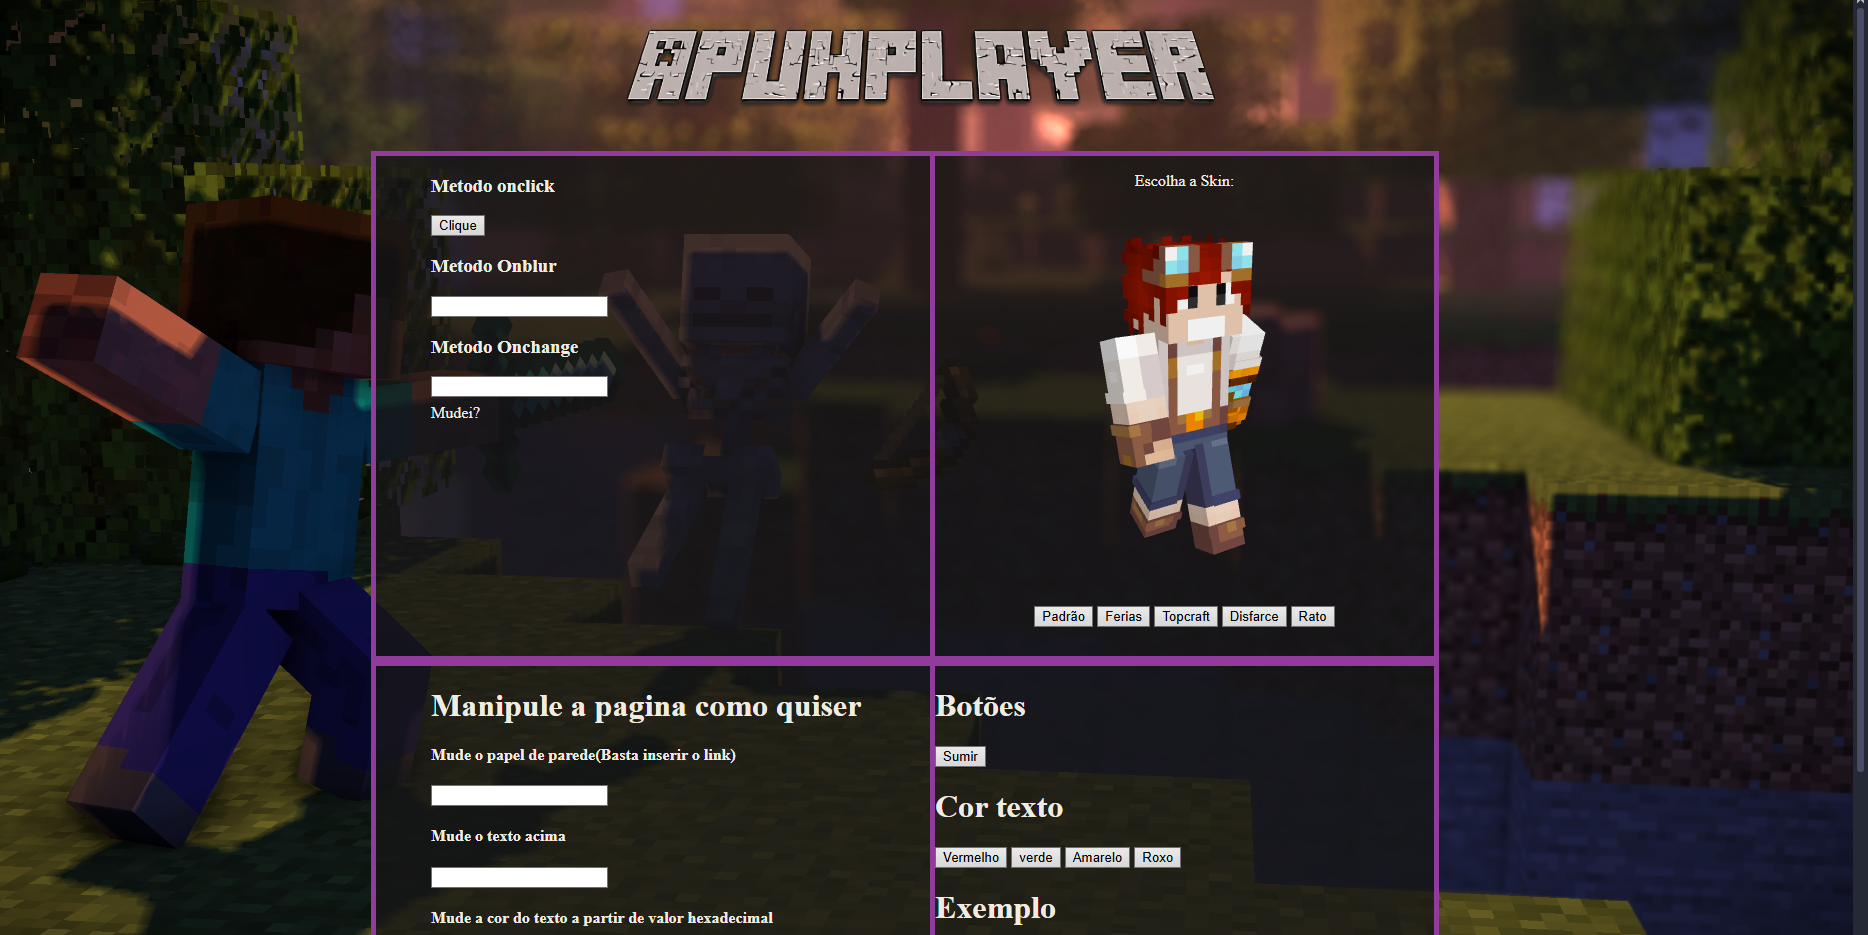 APUHPLAYER
Metodo onclick
Clique
Metodo Onblur
Metodo Onchange
Mudei?
Escolha a Skin:
Padrão Ferias Topcraft Disfarce Rato
Manipule a pagina como quiser
Mude o papel de parede(Basta inserir o link)
Mude o texto acima
Mude a cor do texto a partir de valor hexadecimal
Botões
Sumir
Cor texto
Vermelho verde Amarelo Roxo
Exemplo